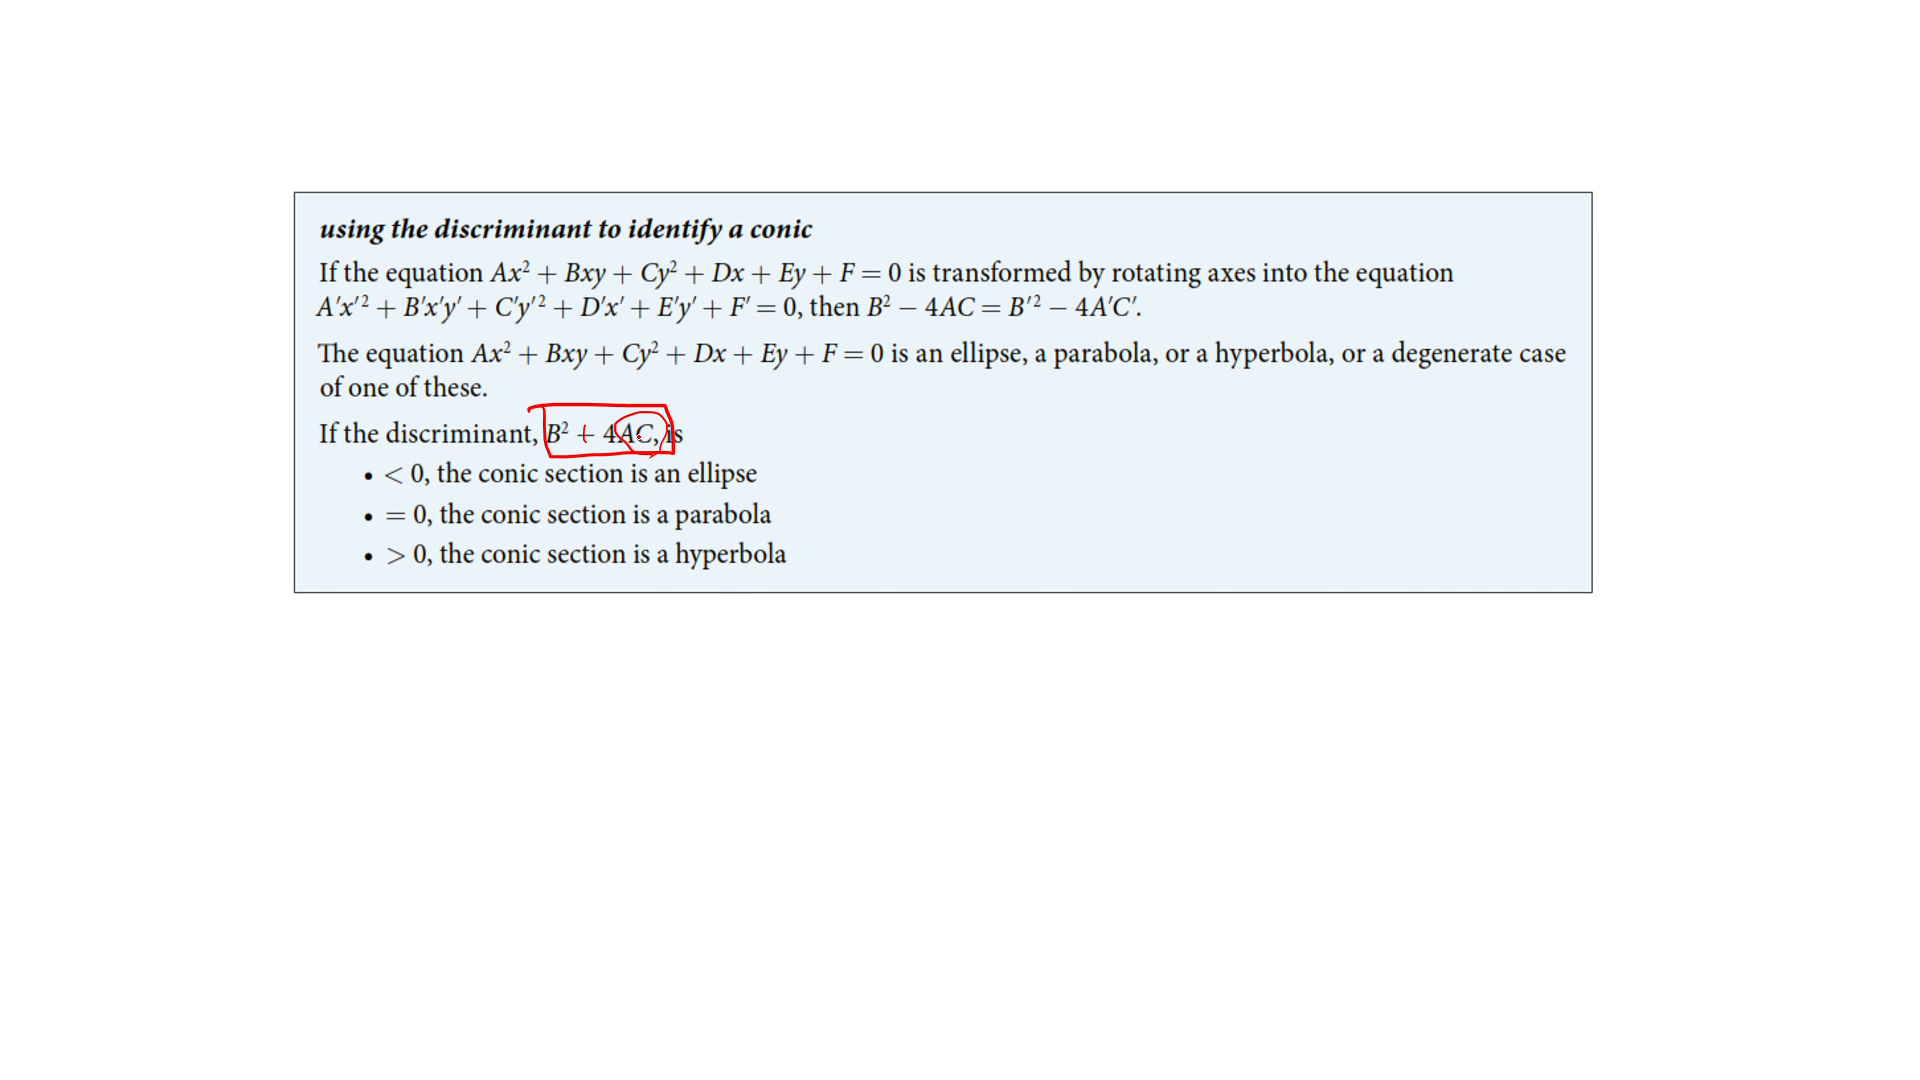 using the discriminant to identify a conic
If the equation Ax² + Bxy + Cy² + Dx + Ey + F = 0 is transformed by rotating axes into the equation
A′x′² + B′x′y′ + C′y′² + D′x′ + E′y′ + F′ = 0, then B² − 4AC = B′² − 4A′C′.
The equation Ax² + Bxy + Cy² + Dx + Ey + F = 0 is an ellipse, a parabola, or a hyperbola, or a degenerate case
of one of these.
If the discriminant, B² + 4AC, is
• < 0, the conic section is an ellipse
• = 0, the conic section is a parabola
• > 0, the conic section is a hyperbola